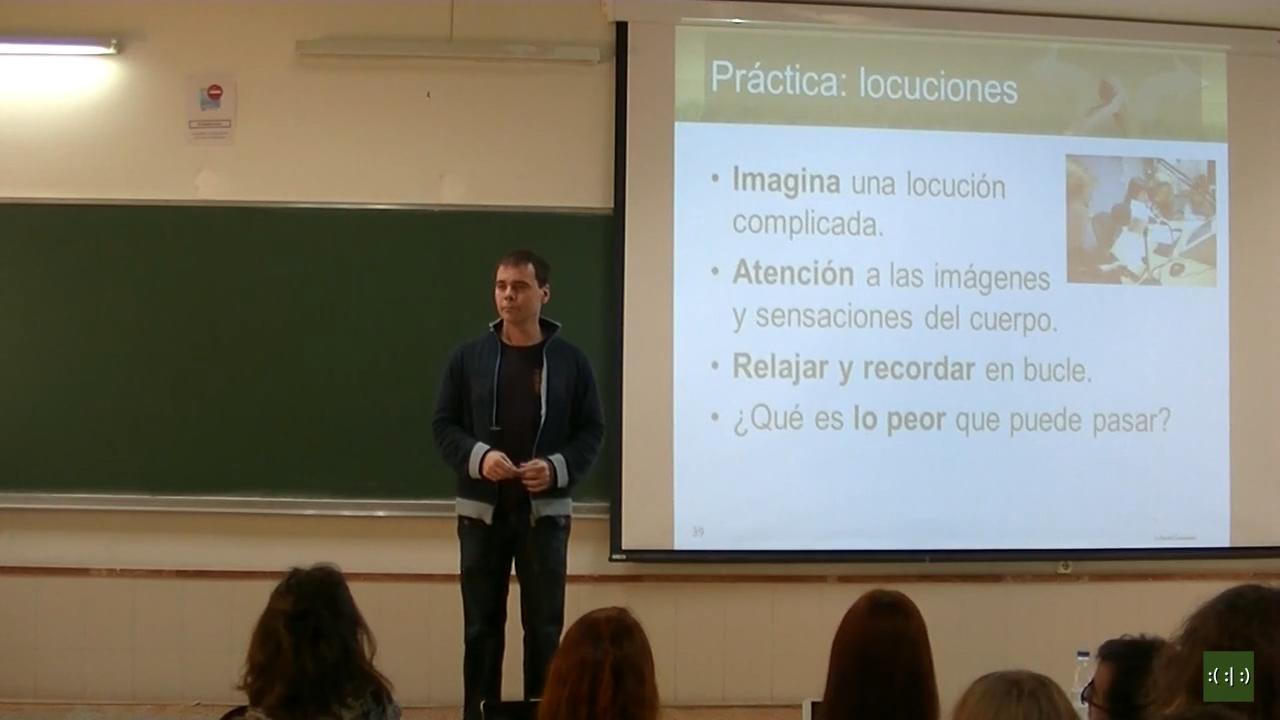 Práctica: locuciones
• Imagina una locución
complicada.
• Atención a las imágenes
y sensaciones del cuerpo.
• Relajar y recordar en bucle.
• ¿Qué es lo peor que puede pasar?
39
:( :| :)